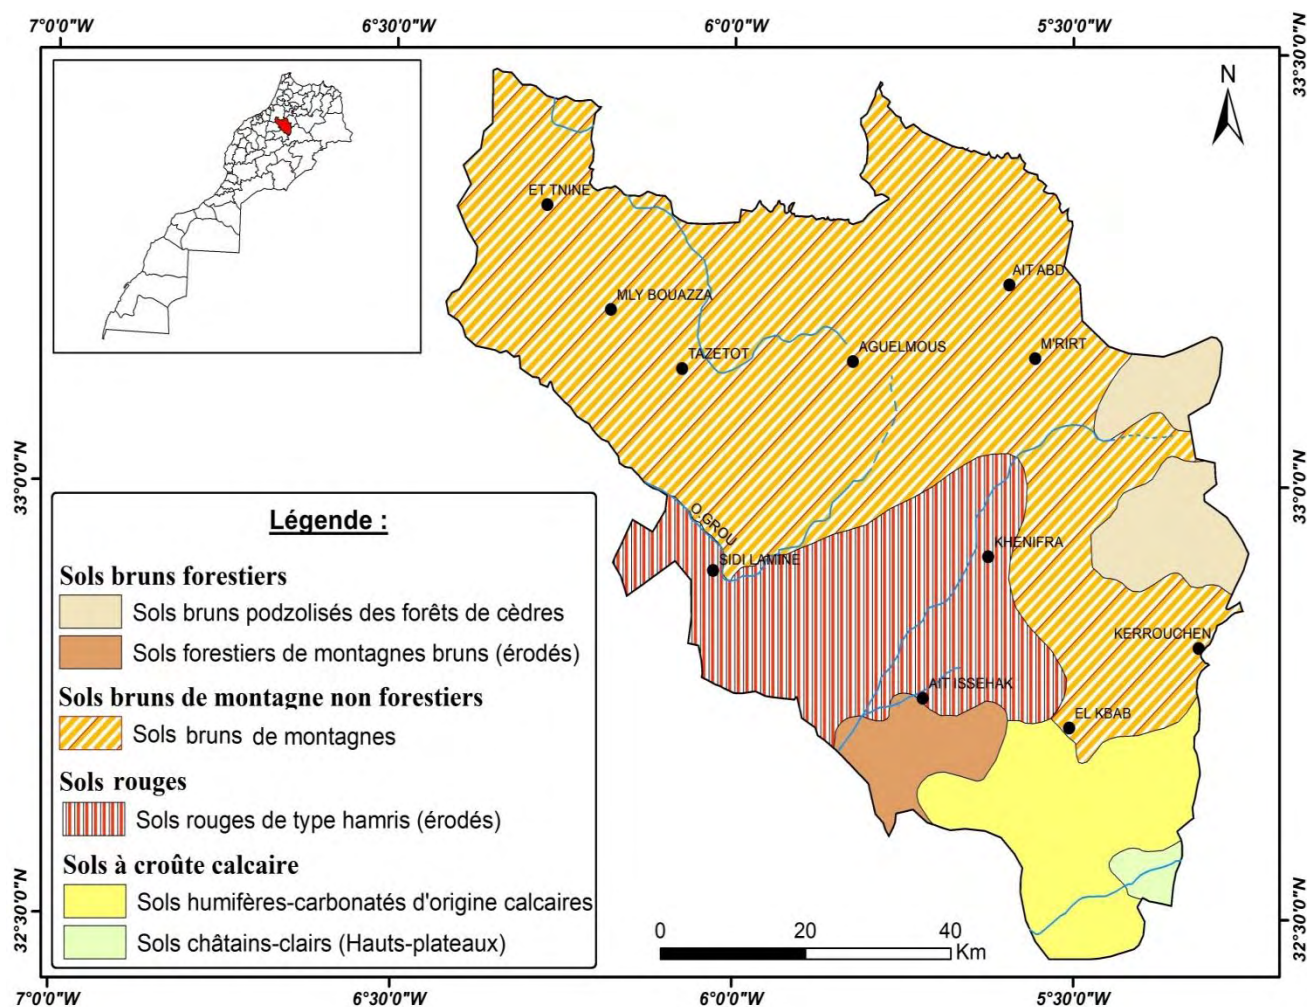 7°0'0"W
6°30'0"W
6°0'0"W
5°30'0"W
33°30'0"N
N
ET TNINE
AIT ABD
MLY BOUAZZA
TAZETOT
AGUELMOUS
M'RIRT
33°0'0"N
33°0'0"N
O.GROU
SIDI LAMINE
KHENIFRA
KERROUCHEN
AIT ISSEHAK
EL KBAB
Légende :
Sols bruns forestiers
Sols bruns podzolisés des forêts de cèdres
Sols forestiers de montagnes bruns (érodés)
Sols bruns de montagne non forestiers
Sols bruns de montagnes
Sols rouges
Sols rouges de type hamris (érodés)
Sols à croûte calcaire
Sols humifères-carbonatés d'origine calcaires
Sols châtains-clairs (Hauts-plateaux)
0 20 40
Km
32°30'0"N
32°30'0"N
7°0'0"W
6°30'0"W
6°0'0"W
5°30'0"W